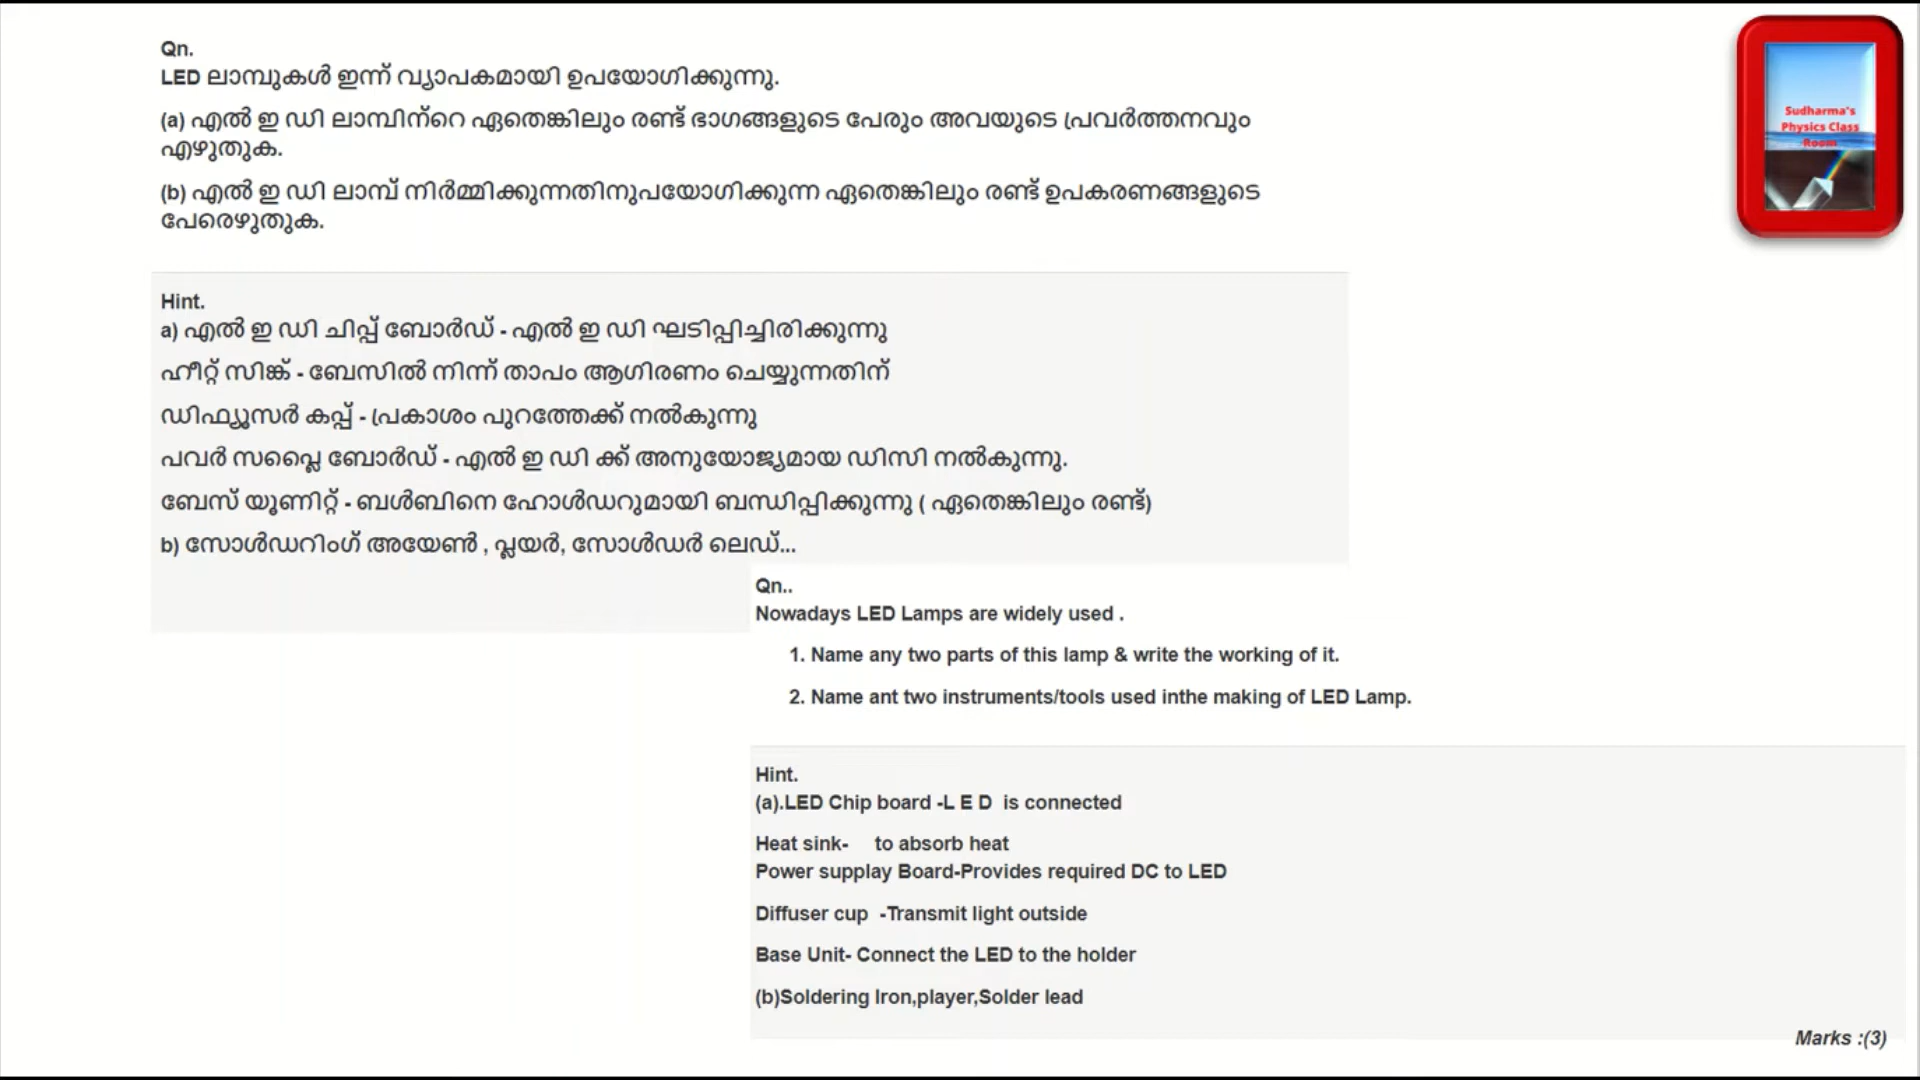 Qn.
LED ലാമ്പുകൾ ഇന്ന് വ്യാപകമായി ഉപയോഗിക്കുന്നു.
(a) എൽ ഇ ഡി ലാമ്പിന്റെ ഏതെങ്കിലും രണ്ട് ഭാഗങ്ങളുടെ പേരും അവയുടെ പ്രവർത്തനവും
എഴുതുക.
(b) എൽ ഇ ഡി ലാമ്പ് നിർമ്മിക്കുന്നതിനുപയോഗിക്കുന്ന ഏതെങ്കിലും രണ്ട് ഉപകരണങ്ങളുടെ
പേരെഴുതുക.
Sudharma's
Physics Class
Room
Hint.
a) എൽ ഇ ഡി ചിപ്പ് ബോർഡ് - എൽ ഇ ഡി ഘടിപ്പിച്ചിരിക്കുന്നു
ഹീറ്റ് സിങ്ക് - ബേസിൽ നിന്ന് താപം ആഗിരണം ചെയ്യുന്നതിന്
ഡിഫ്യൂസർ കപ്പ് - പ്രകാശം പുറത്തേക്ക് നൽകുന്നു
പവർ സപ്ലൈ ബോർഡ് - എൽ ഇ ഡി ക്ക് അനുയോജ്യമായ ഡിസി നൽകുന്നു.
ബേസ് യൂണിറ്റ് - ബൾബിനെ ഹോൾഡറുമായി ബന്ധിപ്പിക്കുന്നു ( ഏതെങ്കിലും രണ്ട്)
b) സോൾഡറിംഗ് അയേൺ , പ്ലയർ, സോൾഡർ ലെഡ്...
Qn..
Nowadays LED Lamps are widely used .
1. Name any two parts of this lamp & write the working of it.
2. Name ant two instruments/tools used inthe making of LED Lamp.
Hint.
(a).LED Chip board -L E D is connected
Heat sink- to absorb heat
Power supplay Board-Provides required DC to LED
Diffuser cup -Transmit light outside
Base Unit- Connect the LED to the holder
(b)Soldering Iron,player,Solder lead
Marks :(3)